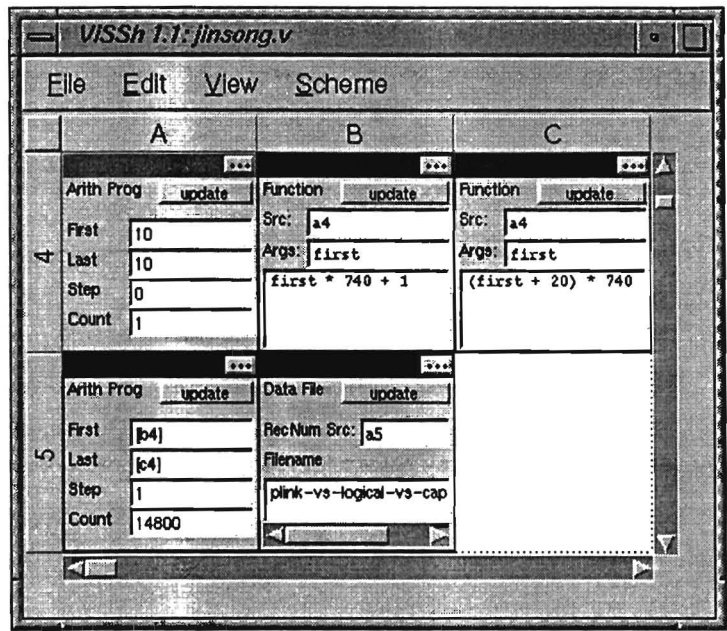 ViSSh 1.1: jinsong.v
File Edit View Scheme
A B C
4
Arith Prog update
First 10
Last 10
Step 0
Count 1
Function update
Src: a4
Args: first
first * 740 + 1
Function update
Src: a4
Args: first
(first + 20) * 740
5
Arith Prog update
First [b4]
Last [c4]
Step 1
Count 14800
Data File update
RecNum Src: a5
Filename
plink-vs-logical-vs-cap